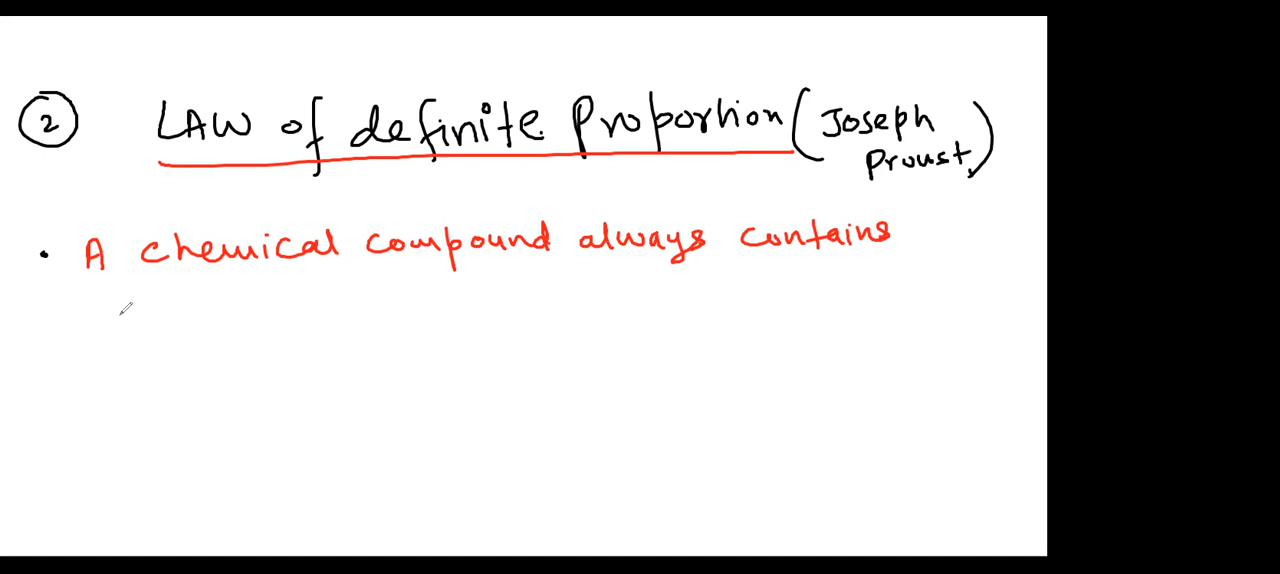 2 LAW of definite Proportion (Joseph Proust)
• A chemical compound always contains